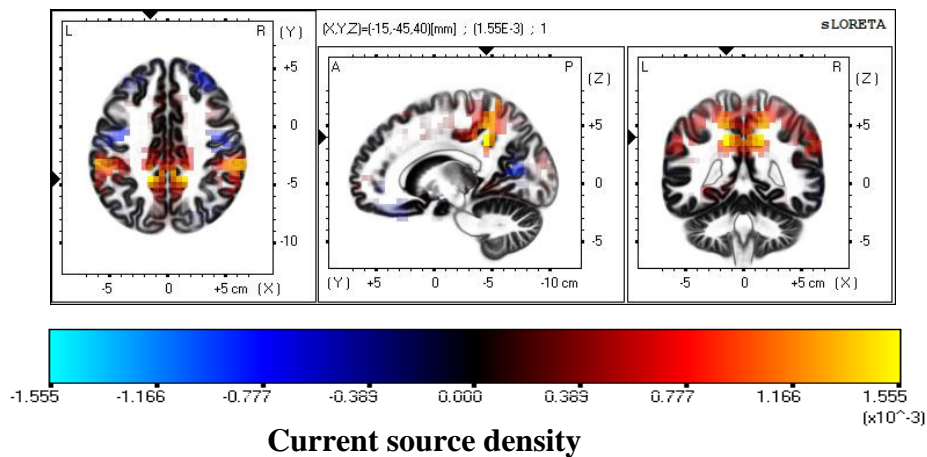 L R (Y) (X,Y,Z)=(-15,-45,40)[mm] ; (1.55E-3) ; 1 sLORETA
A P (Z) L R (Z)
+5 +5 +5
0 0 0
-5 -5 -5
-10
-5 0 +5 cm (X) (Y) +5 0 -5 -10 cm -5 0 +5 cm (X)
-1.555 -1.166 -0.777 -0.389 0.000 0.389 0.777 1.166 1.555
(x10^-3)
Current source density